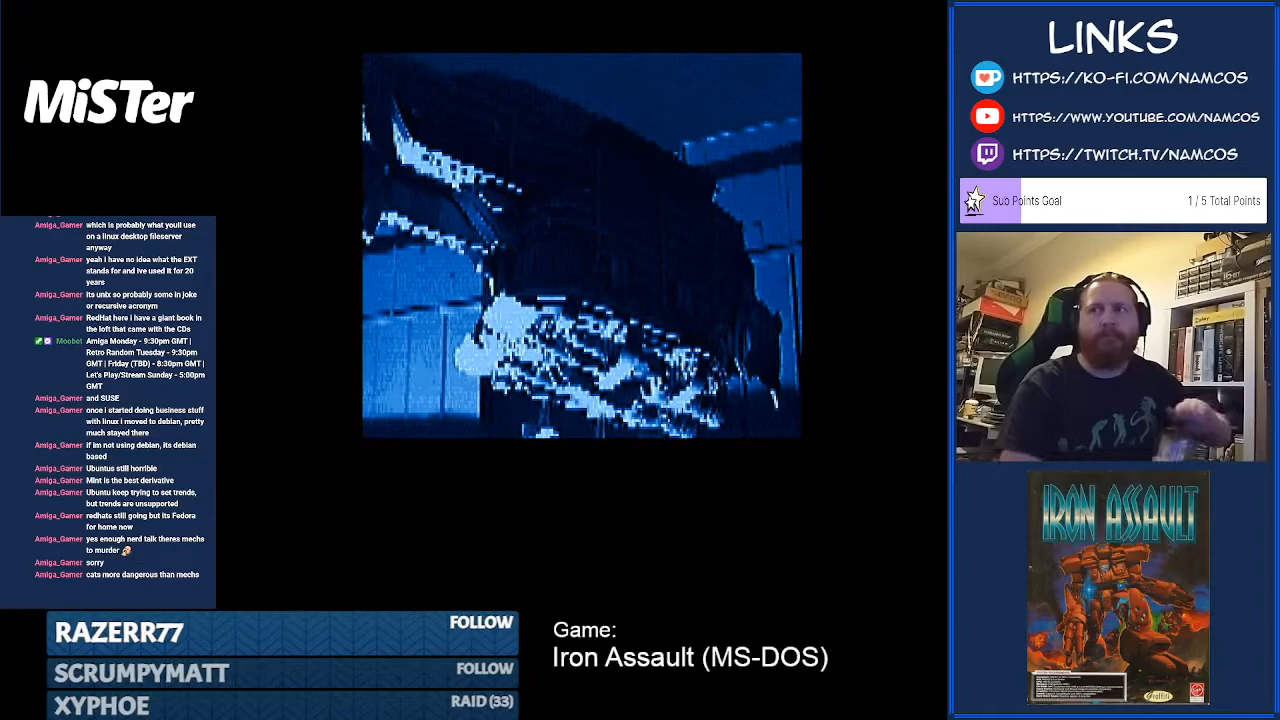 MiSTer
Amiga_Gamer which is probably what youll use
on a linux desktop fileserver
anyway
Amiga_Gamer yeah I have no idea what the EXT
stands for and Ive used it for 20
years
Amiga_Gamer its unix so probably some in joke
or recursive acronym
Amiga_Gamer RedHat here i have a giant book in
the loft that came with the CDs
Moobot Amiga Monday - 9:30pm GMT |
Retro Random Tuesday - 9:30pm
GMT | Friday (TBD) - 8:30pm GMT |
Let's Play/Stream Sunday - 5:00pm
GMT
Amiga_Gamer and SUSE
Amiga_Gamer once i started doing business stuff
with linux I moved to debian, pretty
much stayed there
Amiga_Gamer if im not using debian, its debian
based
Amiga_Gamer Ubuntus still horrible
Amiga_Gamer Mint is the best derivative
Amiga_Gamer Ubuntu keep trying to set trends,
but trends are unsupported
Amiga_Gamer redhats still going but its Fedora
for home now
Amiga_Gamer yes enough nerd talk theres mechs
to murder
Amiga_Gamer sorry
Amiga_Gamer cats more dangerous than mechs
RAZERR77 FOLLOW
SCRUMPYMATT FOLLOW
XYPHOE RAID (33)
Game:
Iron Assault (MS-DOS)
LINKS
HTTPS://KO-FI.COM/NAMCOS
HTTPS://WWW.YOUTUBE.COM/NAMCOS
HTTPS://TWITCH.TV/NAMCOS
Sub Points Goal 1 / 5 Total Points
IRON ASSAULT
Graffiti